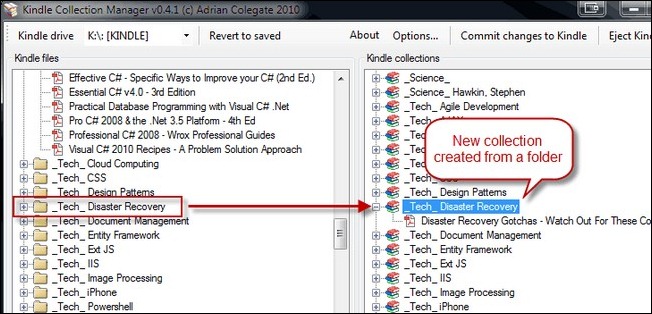 Kindle Collection Manager v0.4.1 (c) Adrian Colegate 2010
Kindle drive K:\: [KINDLE] Revert to saved About Options... Commit changes to Kindle Eject Kind
Kindle files
Effective C# - Specific Ways to Improve your C# (2nd Ed.)
Essential C# v4.0 - 3rd Edition
Practical Database Programming with Visual C# .Net
Pro C# 2008 & the .Net 3.5 Platform - 4th Ed
Professional C# 2008 - Wrox Professional Guides
Visual C# 2010 Recipes - A Problem Solution Approach
_Tech_ Cloud Computing
_Tech_ CSS
_Tech_ Design Patterns
_Tech_ Disaster Recovery
_Tech_ Document Management
_Tech_ Entity Framework
_Tech_ Ext JS
_Tech_ IIS
_Tech_ Image Processing
_Tech_ iPhone
_Tech_ Powershell
Kindle collections
_Science_
_Science_ Hawkin, Stephen
_Tech_ Agile Development
New collection
created from a folder
_Tech_ Design Patterns
_Tech_ Disaster Recovery
Disaster Recovery Gotchas - Watch Out For These Co
_Tech_ Document Management
_Tech_ Entity Framework
_Tech_ Ext JS
_Tech_ IIS
_Tech_ Image Processing
_Tech_ iPhone